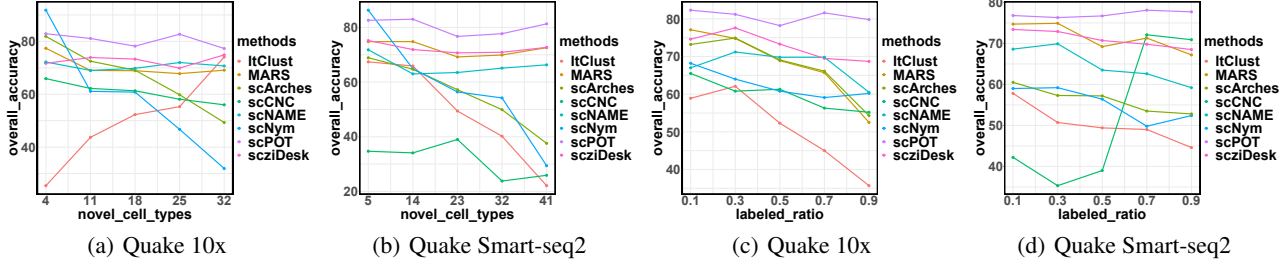 overall_accuracy
80
60
40
4 11 18 25 32
novel_cell_types
methods
ItClust
MARS
scArches
scCNC
scNAME
scNym
scPOT
scziDesk
(a) Quake 10x
overall_accuracy
80
60
40
20
5 14 23 32 41
novel_cell_types
methods
ItClust
MARS
scArches
scCNC
scNAME
scNym
scPOT
scziDesk
(b) Quake Smart-seq2
overall_accuracy
80
70
60
50
40
0.1 0.3 0.5 0.7 0.9
labeled_ratio
methods
ItClust
MARS
scArches
scCNC
scNAME
scNym
scPOT
scziDesk
(c) Quake 10x
overall_accuracy
80
70
60
50
40
0.1 0.3 0.5 0.7 0.9
labeled_ratio
methods
ItClust
MARS
scArches
scCNC
scNAME
scNym
scPOT
scziDesk
(d) Quake Smart-seq2